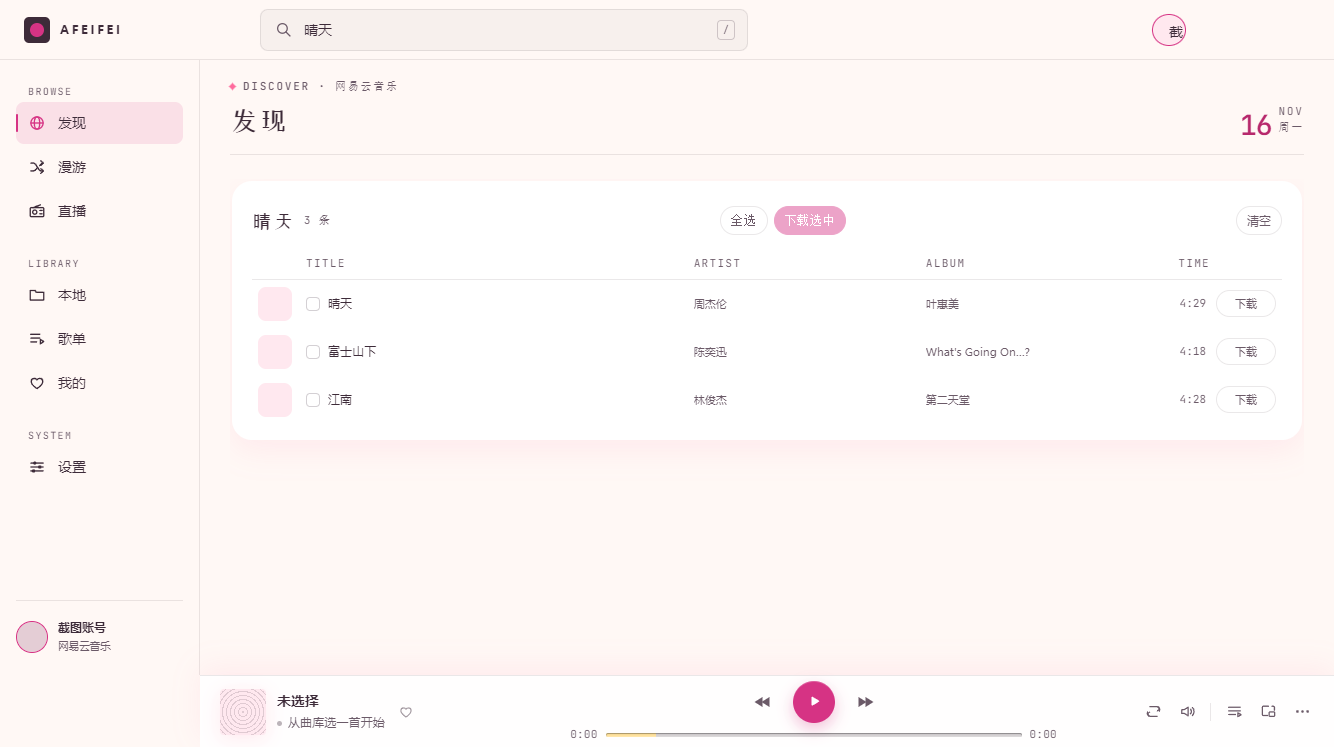 AFEIFEI
晴天
/
截
BROWSE
发现
漫游
直播
LIBRARY
本地
歌单
我的
SYSTEM
设置
截图账号
网易云音乐
DISCOVER · 网易云音乐
发现
16
NOV
周一
晴天 3 条
全选
下载选中
清空
TITLE ARTIST ALBUM TIME
晴天 周杰伦 叶惠美 4:29 下载
富士山下 陈奕迅 What's Going On...? 4:18 下载
江南 林俊杰 第二天堂 4:28 下载
未选择
从曲库选一首开始
0:00 0:00